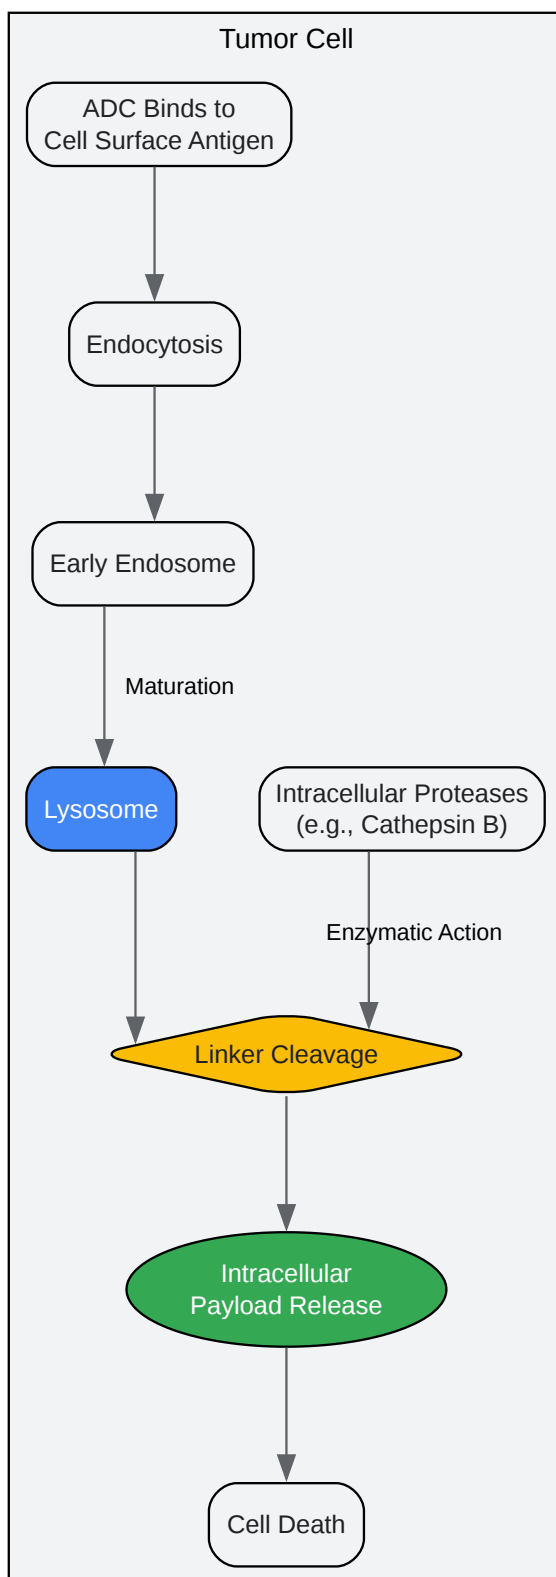 Tumor Cell
ADC Binds to
Cell Surface Antigen
Endocytosis
Early Endosome
Maturation
Lysosome
Intracellular Proteases
(e.g., Cathepsin B)
Enzymatic Action
Linker Cleavage
Intracellular
Payload Release
Cell Death